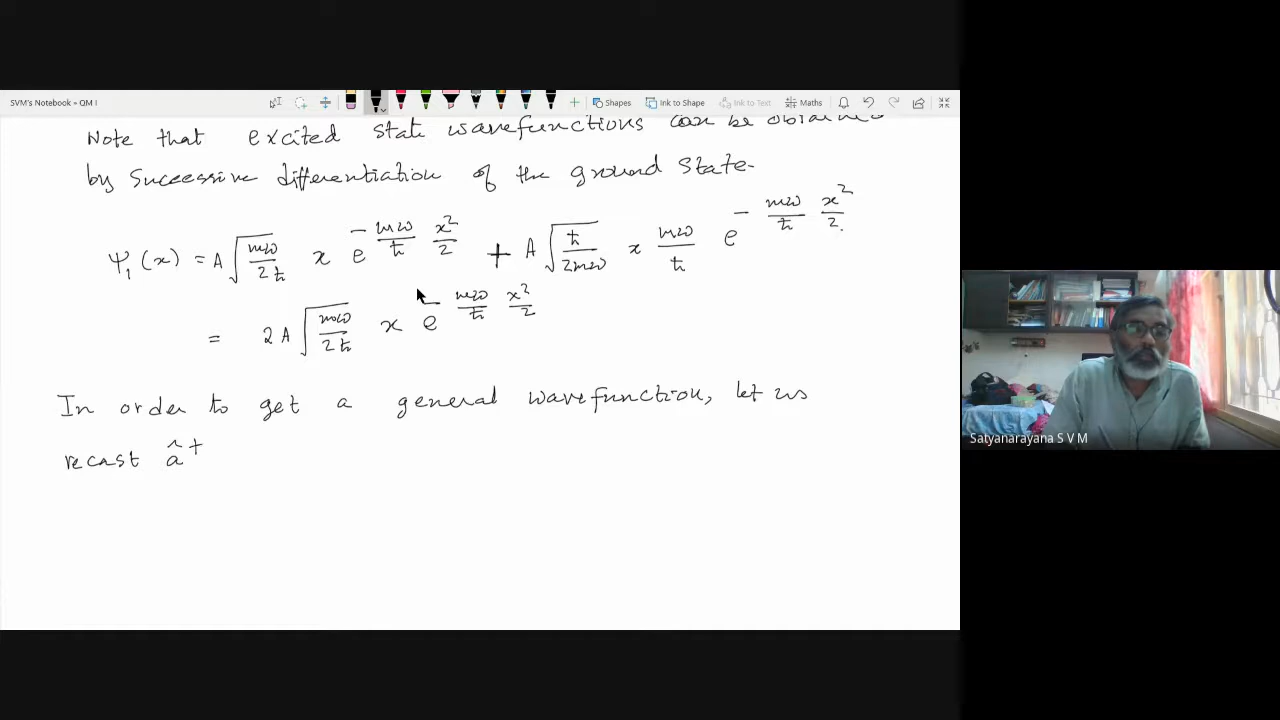 SVM's Notebook » QM I
Shapes Ink to Shape Ink to Text Maths
Note that excited state wavefunctions can be obtained
by successive differentiation of the ground state.
Ψ₁(x) = A √(mω/2ħ) x e^(− mω/ħ x²/2) + A √(ħ/2mω) x mω/ħ e^(− mω/ħ x²/2)
= 2A √(mω/2ħ) x e^(− mω/ħ x²/2)
In order to get a general wavefunction, let us
recast â†
Satyanarayana S V M